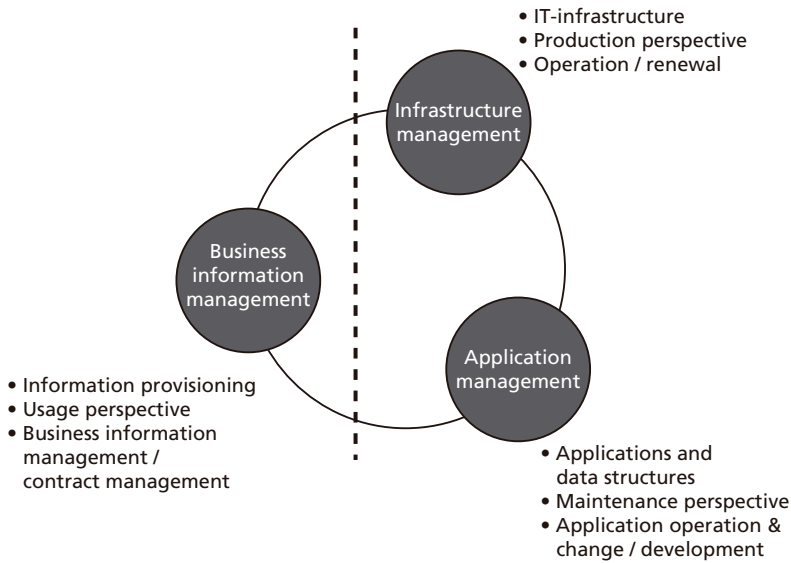 • IT-infrastructure
• Production perspective
• Operation / renewal
Infrastructure
management
Business
information
management
Application
management
• Information provisioning
• Usage perspective
• Business information
management /
contract management
• Applications and
data structures
• Maintenance perspective
• Application operation &
change / development